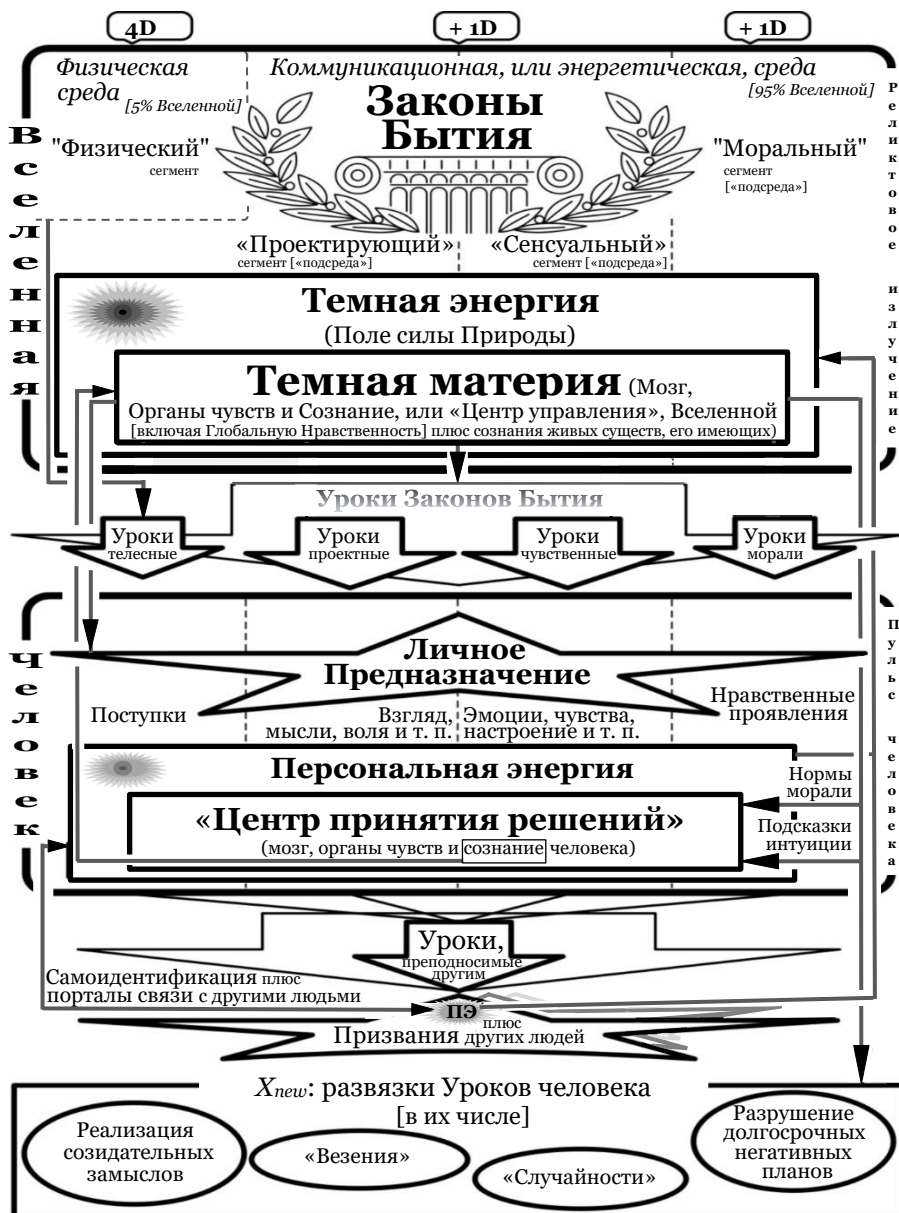 4D
+ 1D
+ 1D
Физическая
среда
[5% Вселенной]
Коммуникационная, или энергетическая, среда
[95% Вселенной]
Законы
Бытия
"Физический"
сегмент
"Моральный"
сегмент
[«подсреда»]
«Проектирующий»
сегмент [«подсреда»]
«Сенсуальный»
сегмент [«подсреда»]
Вселенная
Реликтовое излучение
Темная энергия
(Поле силы Природы)
Темная материя (Мозг,
Органы чувств и Сознание, или «Центр управления», Вселенной
[включая Глобальную Нравственность] плюс сознания живых существ, его имеющих)
Уроки Законов Бытия
Уроки
телесные
Уроки
проектные
Уроки
чувственные
Уроки
морали
Человек
Пульс человека
Личное
Предназначение
Поступки
Взгляд,
мысли, воля и т. п.
Эмоции, чувства,
настроение и т. п.
Нравственные
проявления
Персональная энергия
Нормы
морали
«Центр принятия решений»
(мозг, органы чувств и сознание человека)
Подсказки
интуиции
Уроки,
преподносимые
другим
Самоидентификация плюс
порталы связи с другими людьми
ПЭ
плюс
Призвания других людей
Xnew: развязки Уроков человека
[в их числе]
Реализация
созидательных
замыслов
«Везения»
«Случайности»
Разрушение
долгосрочных
негативных
планов